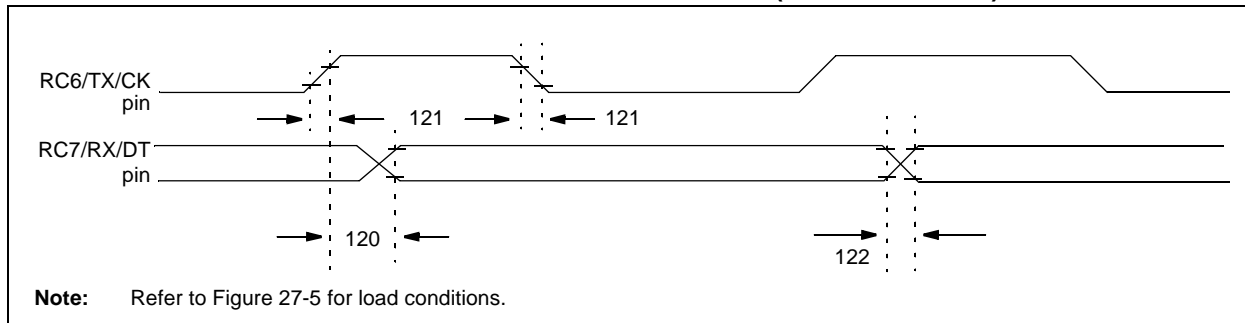 RC6/TX/CK
pin
121
121
RC7/RX/DT
pin
120
122
Note: Refer to Figure 27-5 for load conditions.